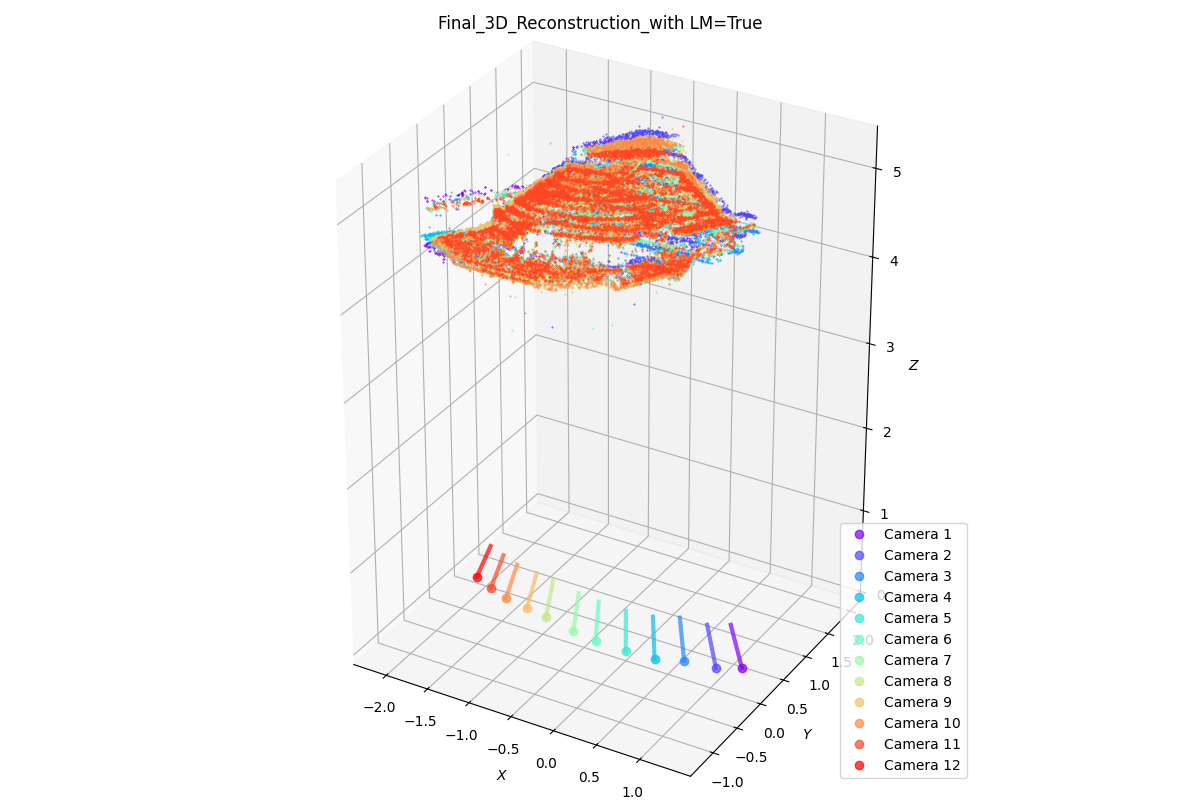 Final_3D_Reconstruction_with LM=True
5
4
3
Z
2
1
0
2.0
1.5
1.0
0.5
0.0
Y
−0.5
−1.0
−2.0
−1.5
−1.0
−0.5
X
0.0
0.5
1.0
Camera 1
Camera 2
Camera 3
Camera 4
Camera 5
Camera 6
Camera 7
Camera 8
Camera 9
Camera 10
Camera 11
Camera 12